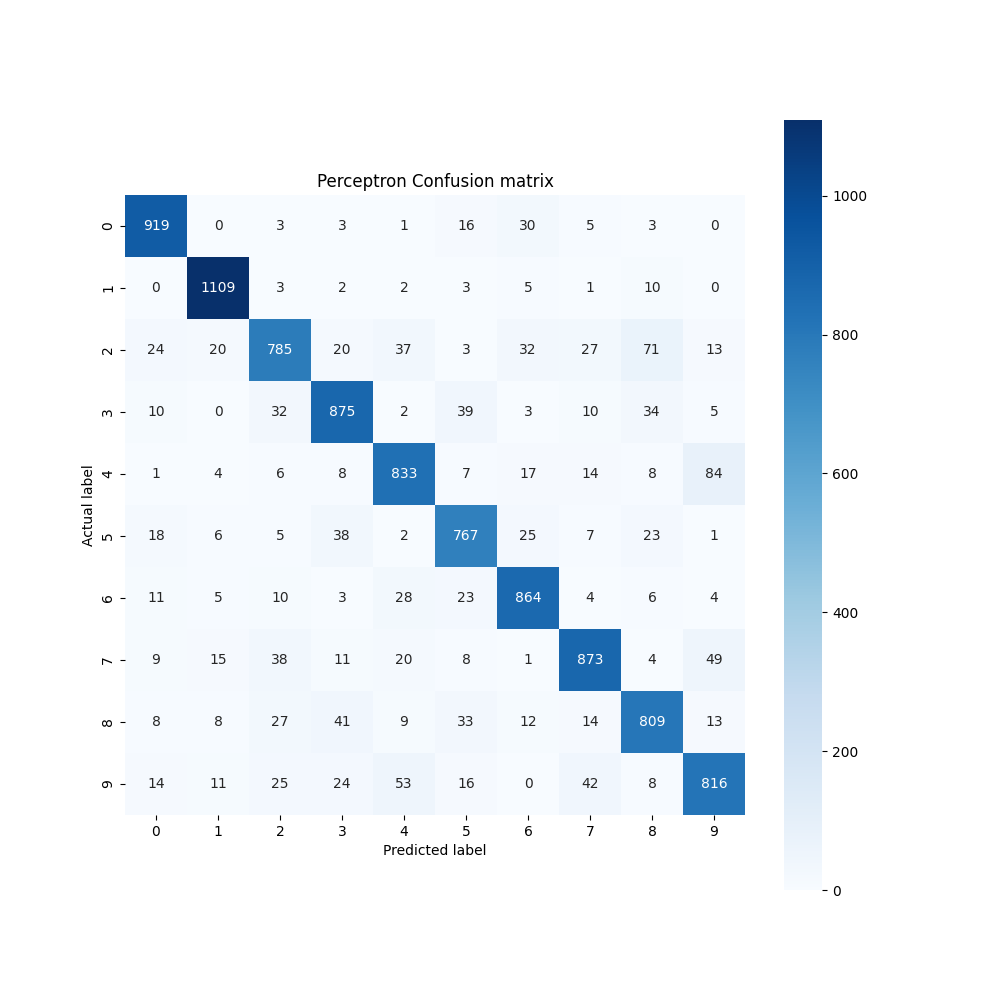 Perceptron Confusion matrix
0 919 0 3 3 1 16 30 5 3 0
1 0 1109 3 2 2 3 5 1 10 0
2 24 20 785 20 37 3 32 27 71 13
3 10 0 32 875 2 39 3 10 34 5
4 1 4 6 8 833 7 17 14 8 84
5 18 6 5 38 2 767 25 7 23 1
6 11 5 10 3 28 23 864 4 6 4
7 9 15 38 11 20 8 1 873 4 49
8 8 8 27 41 9 33 12 14 809 13
9 14 11 25 24 53 16 0 42 8 816
0 1 2 3 4 5 6 7 8 9
Predicted label
Actual label
1000
800
600
400
200
0